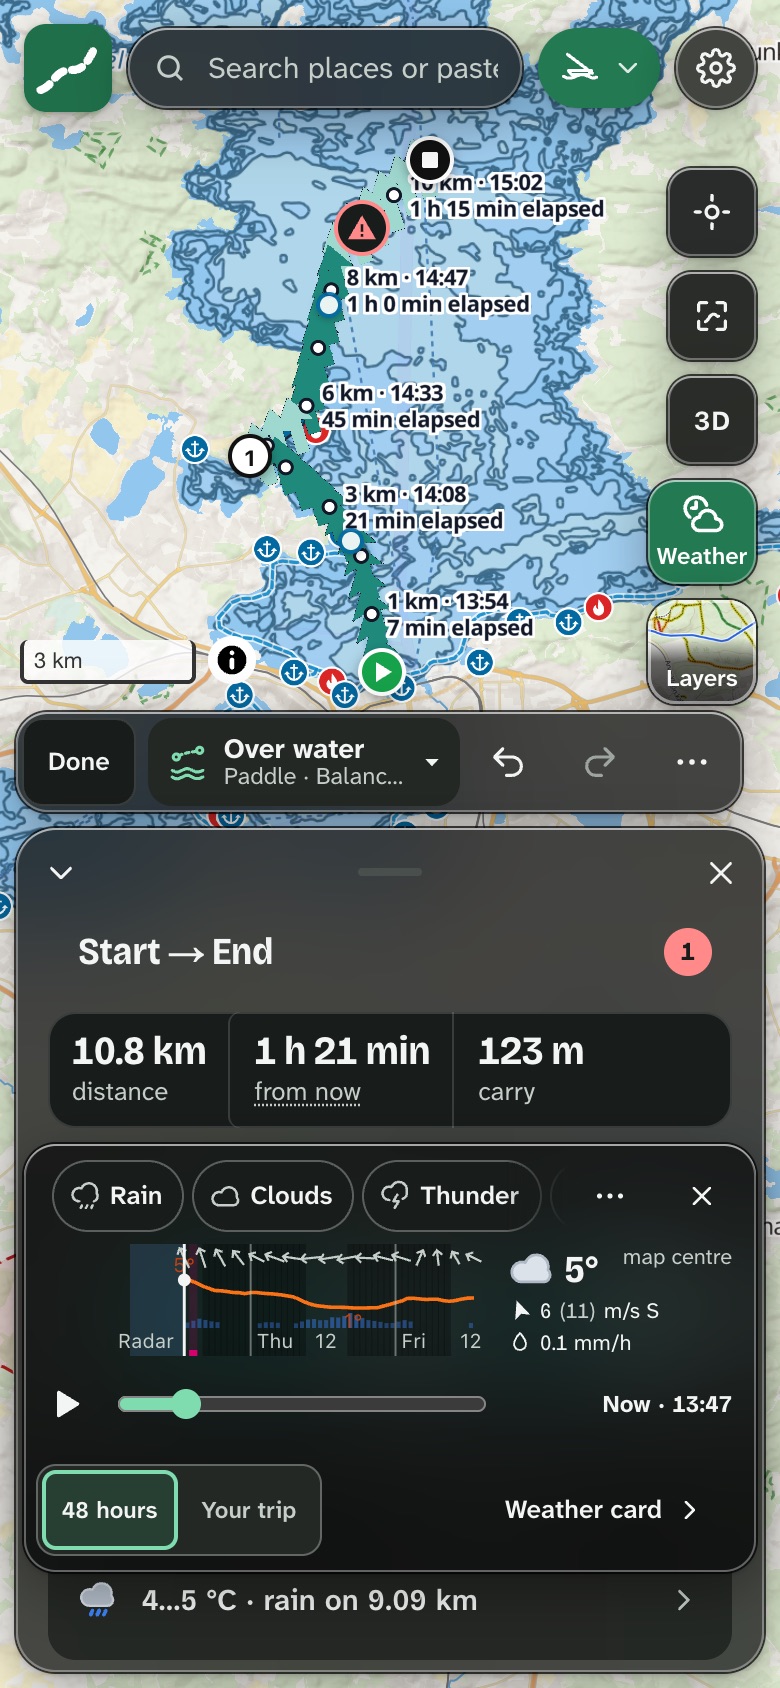 Search places or paste
10 km · 15:02
1 h 15 min elapsed
8 km · 14:47
1 h 0 min elapsed
6 km · 14:33
45 min elapsed
3D
1
3 km · 14:08
21 min elapsed
Weather
1 km · 13:54
7 min elapsed
3 km
Layers
Done
Over water
Paddle · Balanc...
Start → End
1
10.8 km
distance
1 h 21 min
from now
123 m
carry
Rain
Clouds
Thunder
5°
1°
Radar
Thu
12
Fri
12
5°
map centre
6 (11) m/s S
0.1 mm/h
Now · 13:47
48 hours
Your trip
Weather card
4...5 °C · rain on 9.09 km